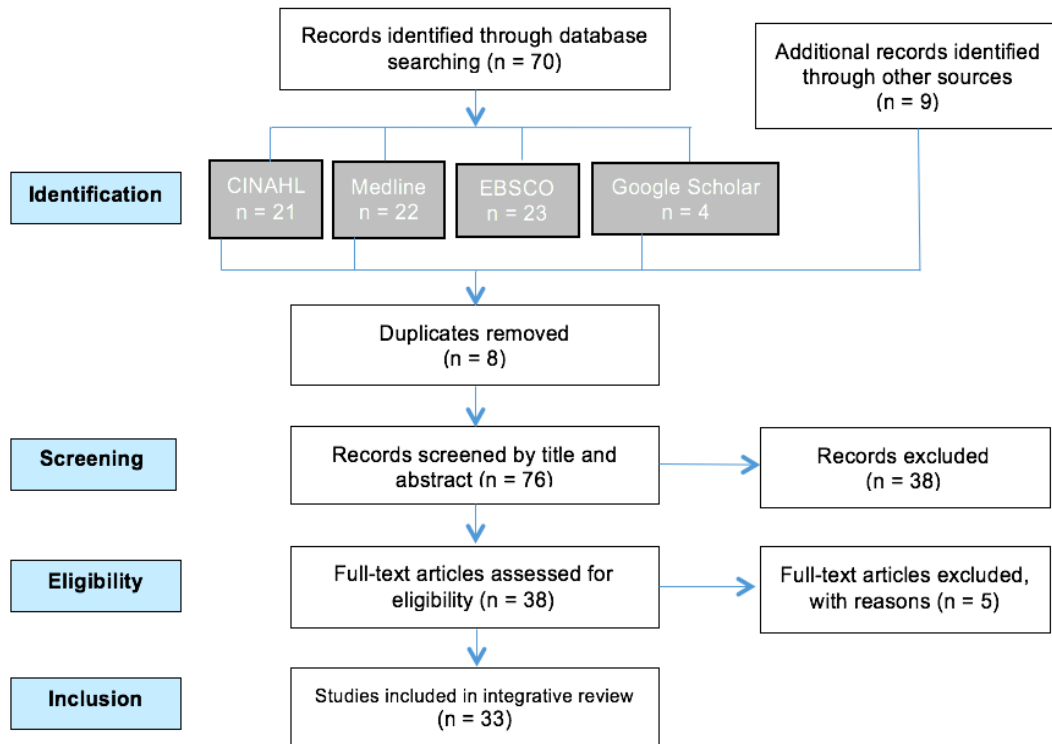 Records identified through database
searching (n = 70)
Additional records identified
through other sources
(n = 9)
Identification
CINAHL
n = 21
Medline
n = 22
EBSCO
n = 23
Google Scholar
n = 4
Duplicates removed
(n = 8)
Screening
Records screened by title and
abstract (n = 76)
Records excluded
(n = 38)
Eligibility
Full-text articles assessed for
eligibility (n = 38)
Full-text articles excluded,
with reasons (n = 5)
Inclusion
Studies included in integrative review
(n = 33)